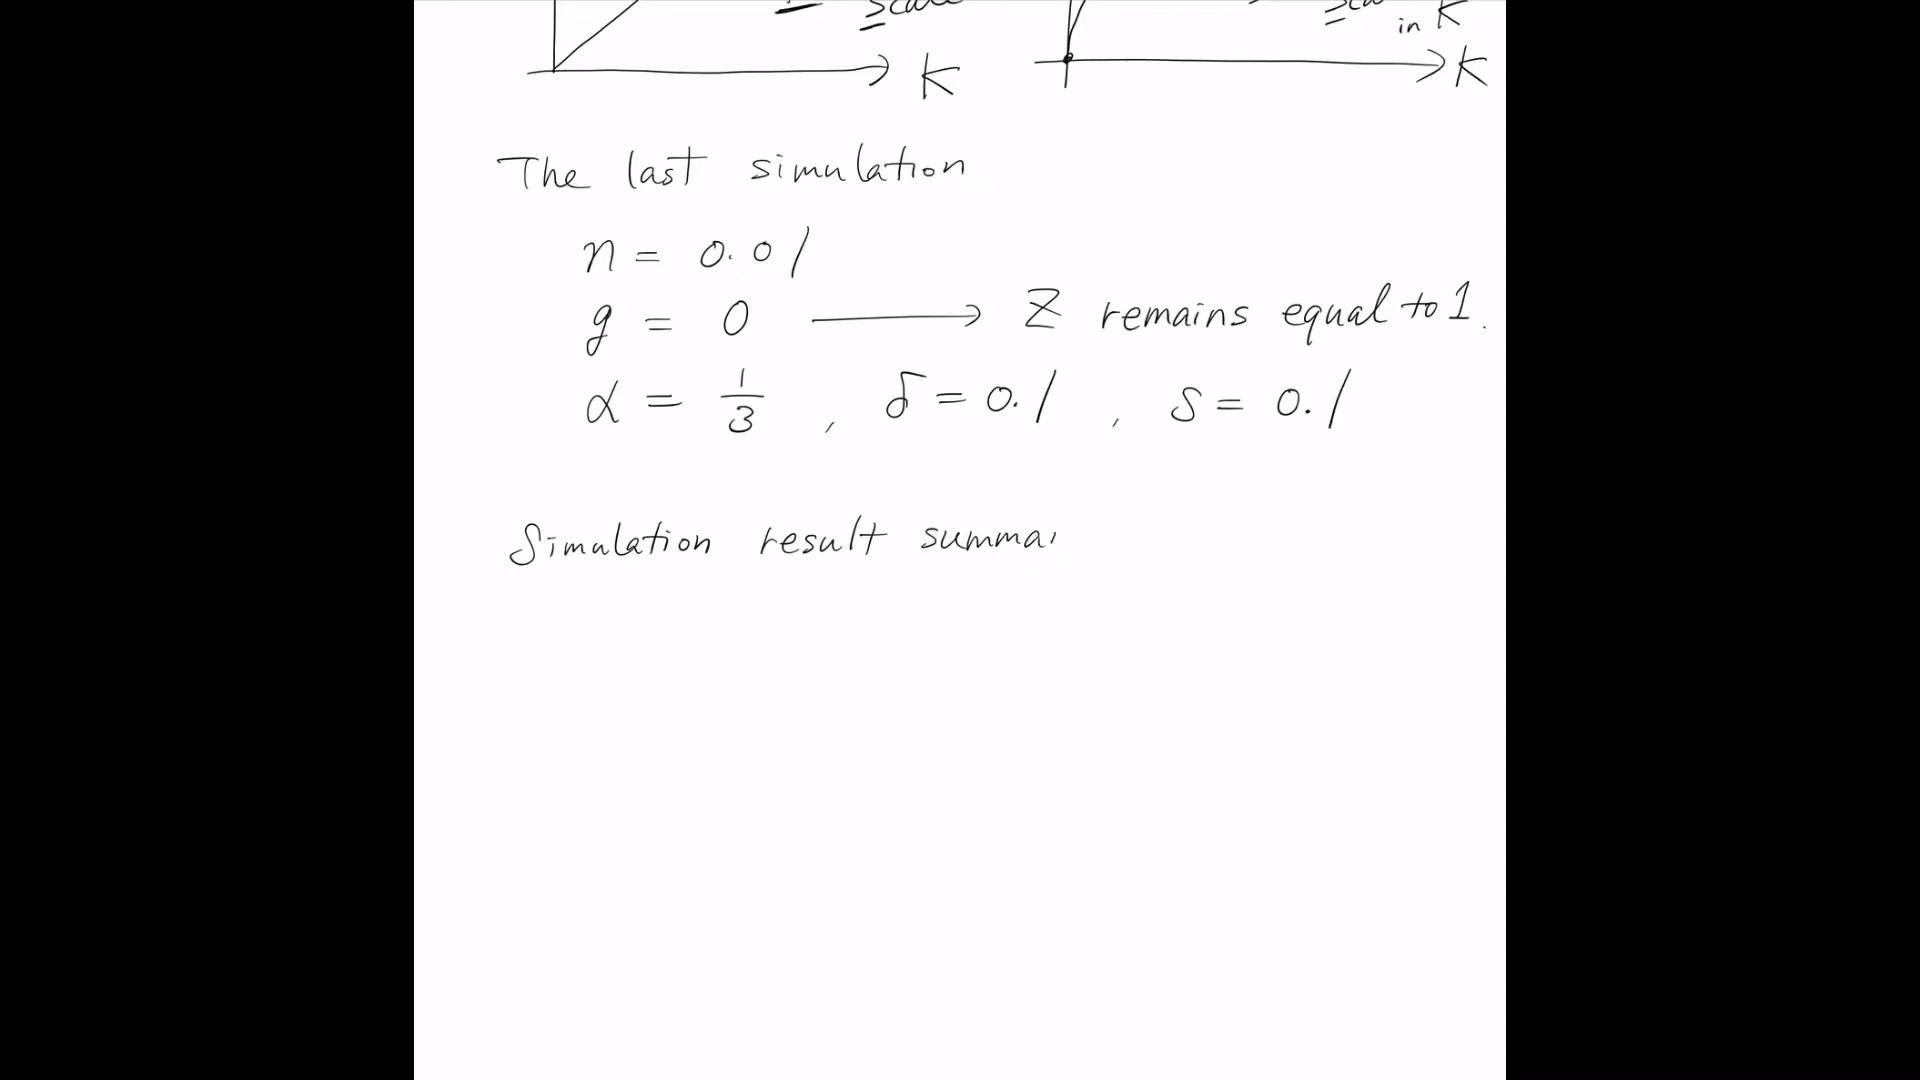 K
in K
K
The last simulation
n = 0.01
g = 0 ⟶ Z remains equal to 1.
α = 1/3 , δ = 0.1 , s = 0.1
Simulation result summa